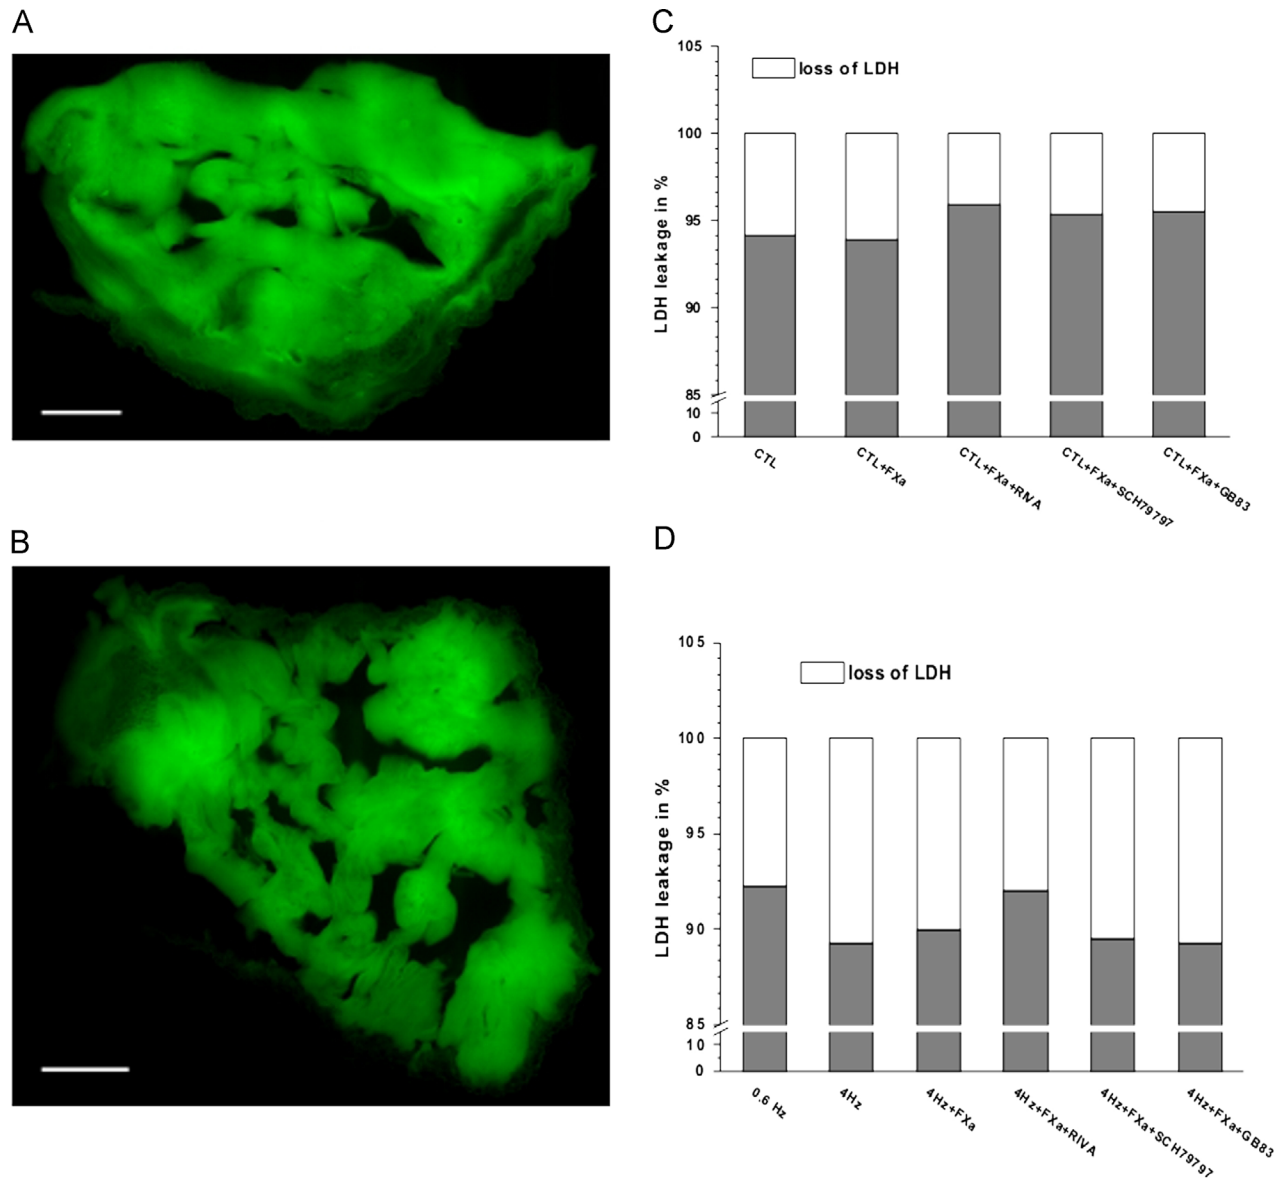 A
C
105
loss of LDH
100
95
90
85
10
0
LDH leakage in %
CTL
CTL+FXa
CTL+FXa+RIVA
CTL+FXa+SCH79797
CTL+FXa+GB83
B
D
105
loss of LDH
100
95
90
85
10
0
LDH leakage in %
0.6 Hz
4Hz
4Hz+FXa
4Hz+FXa+RIVA
4Hz+FXa+SCH79797
4Hz+FXa+GB83